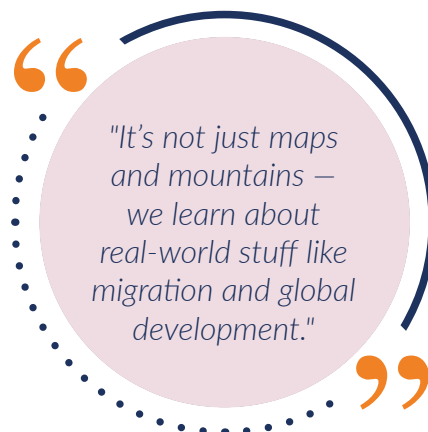 "It’s not just maps
and mountains —
we learn about
real-world stuff like
migration and global
development."